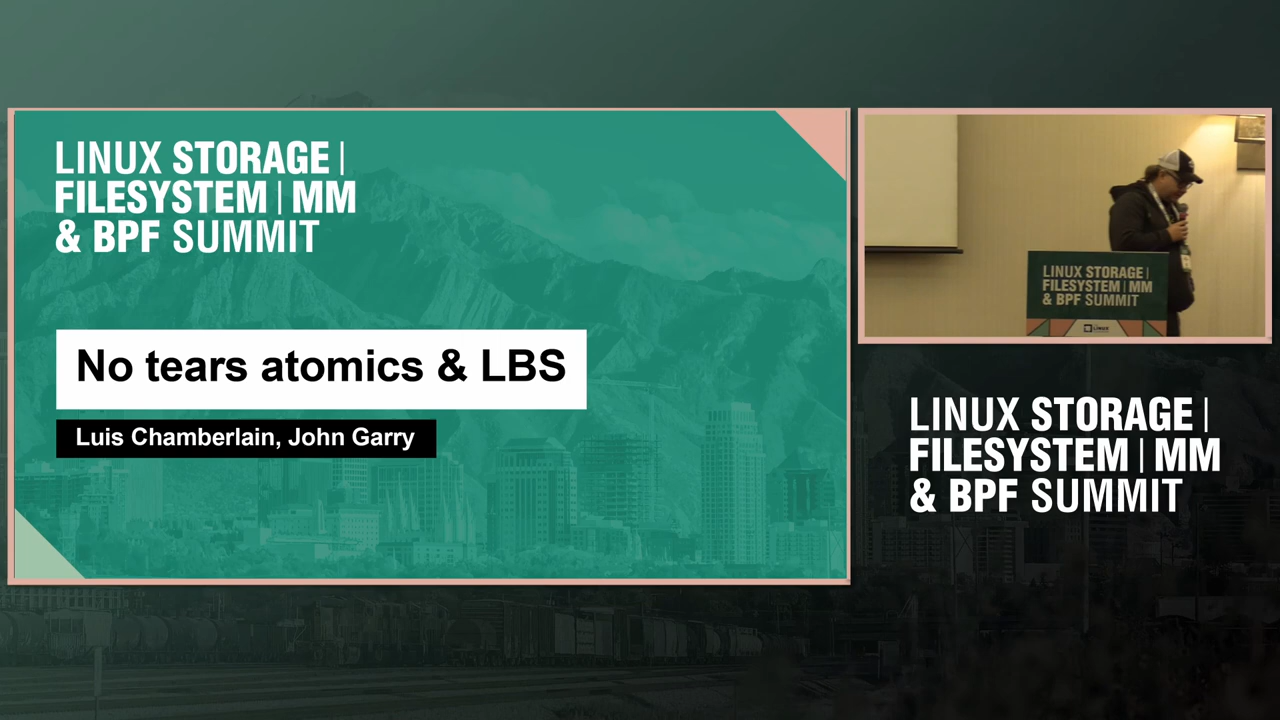 LINUX STORAGE |
FILESYSTEM | MM
& BPF SUMMIT
No tears atomics & LBS
Luis Chamberlain, John Garry
LINUX STORAGE |
FILESYSTEM | MM
& BPF SUMMIT
LINUX
LINUX STORAGE |
FILESYSTEM | MM
& BPF SUMMIT